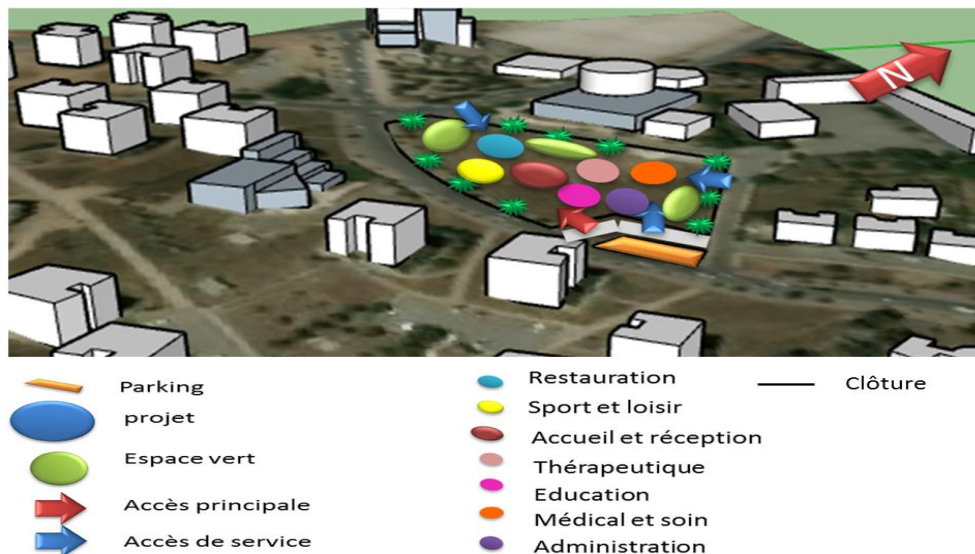 N
Parking
projet
Espace vert
Accès principale
Accès de service
Restauration
Sport et loisir
Accueil et réception
Thérapeutique
Education
Médical et soin
Administration
Clôture